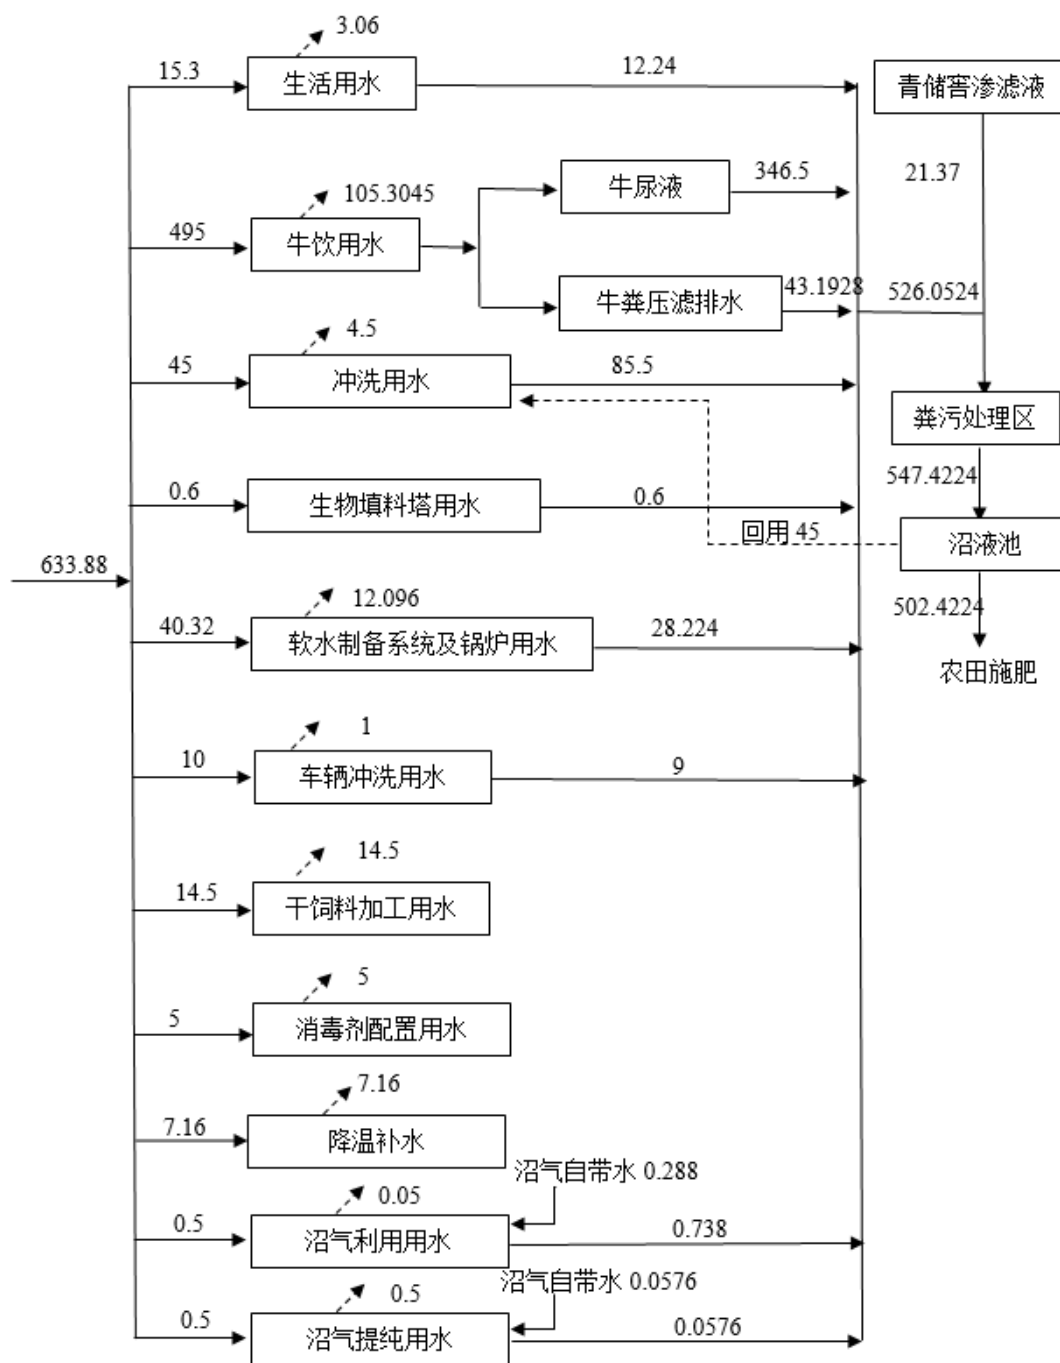 3.06
15.3
生活用水
12.24
青储窖渗滤液
21.37
105.3045
495
牛饮用水
牛尿液
346.5
牛粪压滤排水
43.1928
526.0524
4.5
45
冲洗用水
85.5
粪污处理区
547.4224
0.6
生物填料塔用水
0.6
回用 45
沼液池
502.4224
农田施肥
633.88
12.096
40.32
软水制备系统及锅炉用水
28.224
1
10
车辆冲洗用水
9
14.5
14.5
干饲料加工用水
5
5
消毒剂配置用水
7.16
7.16
降温补水
沼气自带水 0.288
0.05
0.5
沼气利用用水
0.738
沼气自带水 0.0576
0.5
0.5
沼气提纯用水
0.0576